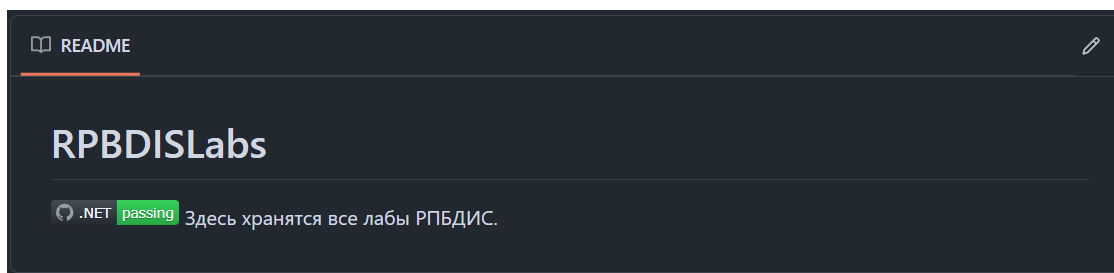 README
RPBDISLabs
.NET passing Здесь хранятся все лабы РПБДИС.